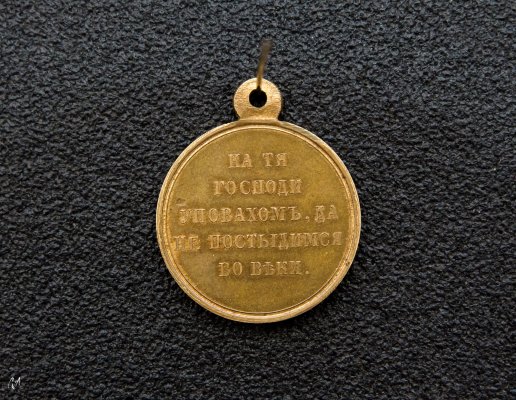 НА ТЯ
ГОСПОДИ
УПОВАХОМЪ, ДА
НЕ ПОСТЫДИМСЯ
ВО ВѢКИ.